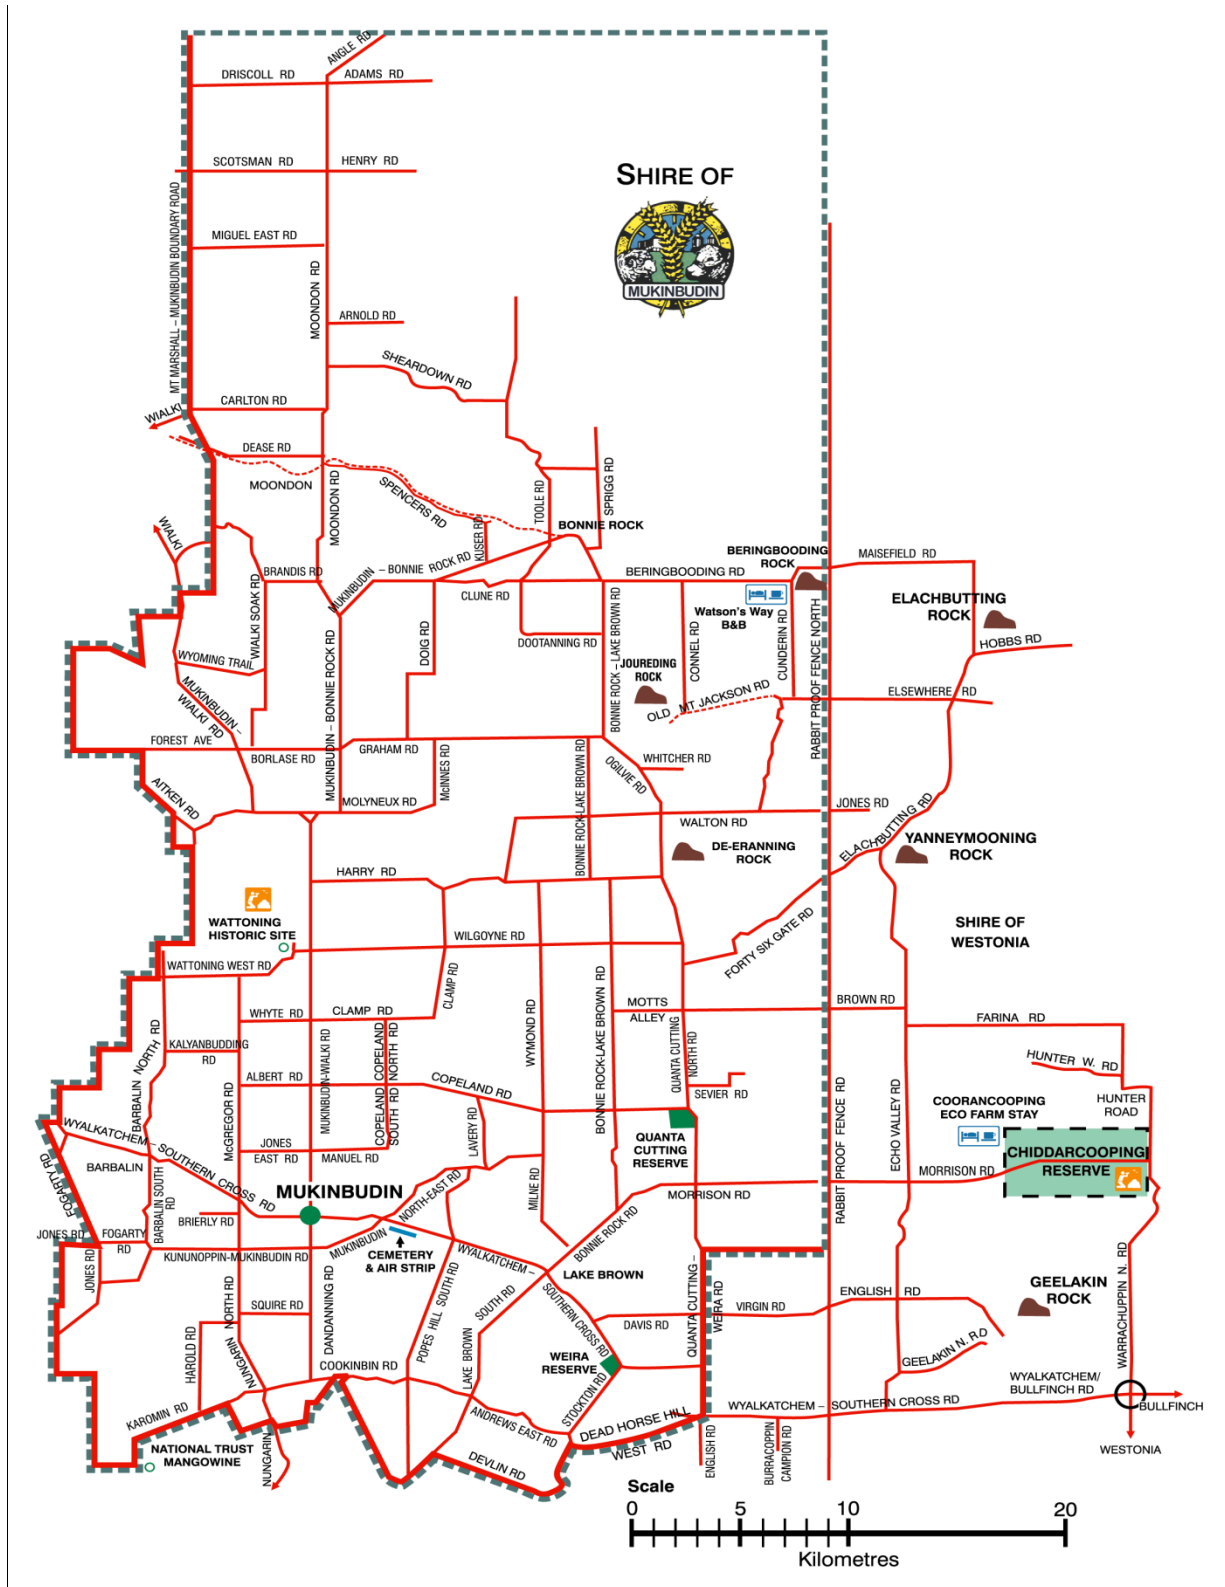 ANGLE RD
DRISCOLL RD
ADAMS RD
SCOTSMAN RD
HENRY RD
SHIRE OF
MUKINBUDIN
MT MARSHALL – MUKINBUDIN BOUNDARY ROAD
MIGUEL EAST RD
MOONDON RD
ARNOLD RD
SHEARDOWN RD
CARLTON RD
WIALKI
DEASE RD
MOONDON
MOONDON RD
SPENCERS RD
TOOLE RD
SPRIGG RD
KUSER RD
BONNIE ROCK
WIALKI
BERINGBOODING
ROCK
MAISEFIELD RD
BRANDIS RD
MUKINBUDIN – BONNIE ROCK RD
BERINGBOODING RD
CLUNE RD
Watson's Way
B&B
ELACHBUTTING
ROCK
WIALKI SOAK RD
DOIG RD
DOOTANNING RD
BONNIE ROCK – LAKE BROWN RD
CONNEL RD
CUNDERIN RD
RABBIT PROOF FENCE NORTH
HOBBS RD
WYOMING TRAIL
JOUREDING
ROCK
MUKINBUDIN –
WIALKI RD
MUKINBUDIN – BONNIE ROCK RD
OLD MT JACKSON RD
ELSEWHERE RD
FOREST AVE
BORLASE RD
GRAHAM RD
McINNES RD
BONNIE ROCK-LAKE BROWN RD
OGILVIE RD
WHITCHER RD
AITKEN RD
MOLYNEUX RD
JONES RD
WALTON RD
ELACHBUTTING RD
DE-ERANNING
ROCK
YANNEYMOONING
ROCK
HARRY RD
WATTONING
HISTORIC SITE
SHIRE OF
WESTONIA
WILGOYNE RD
FORTY SIX GATE RD
WATTONING WEST RD
CLAMP RD
WHYTE RD
CLAMP RD
MOTTS
ALLEY
BROWN RD
FARINA RD
BARBALIN NORTH RD
KALYANBUDDING
RD
MUKINBUDIN-WIALKI RD
COPELAND NORTH RD
COPELAND
WYMOND RD
BONNIE ROCK-LAKE BROWN RD
QUANTA CUTTING
NORTH RD
HUNTER W. RD
ALBERT RD
COPELAND RD
SEVIER RD
HUNTER
ROAD
McGREGOR RD
COPELAND
SOUTH RD
LAVERY RD
RABBIT PROOF FENCE RD
ECHO VALLEY RD
COORANCOOPING
ECO FARM STAY
WYALKATCHEM – SOUTHERN CROSS RD
JONES
EAST RD
MANUEL RD
QUANTA
CUTTING
RESERVE
CHIDDARCOOPING
RESERVE
BARBALIN
FOGARTY RD
BARBALIN SOUTH
RD
MUKINBUDIN
MILNE RD
MORRISON RD
MORRISON RD
BRIERLY RD
MUKINBUDIN NORTH-EAST RD
JONES RD
FOGARTY
RD
KUNUNOPPIN-MUKINBUDIN RD
CEMETERY
& AIR STRIP
WYALKATCHEM –
SOUTHERN CROSS RD
BONNIE ROCK RD
LAKE BROWN
JONES RD
DANDANNING RD
POPES HILL SOUTH RD
QUANTA CUTTING –
WEIRA RD
WARRACHUPPIN N. RD
GEELAKIN
ROCK
ENGLISH RD
VIRGIN RD
SQUIRE RD
DAVIS RD
HAROLD RD
NUNGARIN NORTH RD
LAKE BROWN SOUTH RD
GEELAKIN N. R.D
COOKINBIN RD
WEIRA
RESERVE
STOCKTON RD
WYALKATCHEM/
BULLFINCH RD
KAROMIN RD
WYALKATCHEM – SOUTHERN CROSS RD
BULLFINCH
ANDREWS EAST RD
DEAD HORSE HILL
WEST RD
NATIONAL TRUST
MANGOWINE
NUNGARIN
DEVLIN RD
ENGLISH RD
BURRACOPPIN
CAMPION RD
WESTONIA
Scale
0 5 10 20
Kilometres